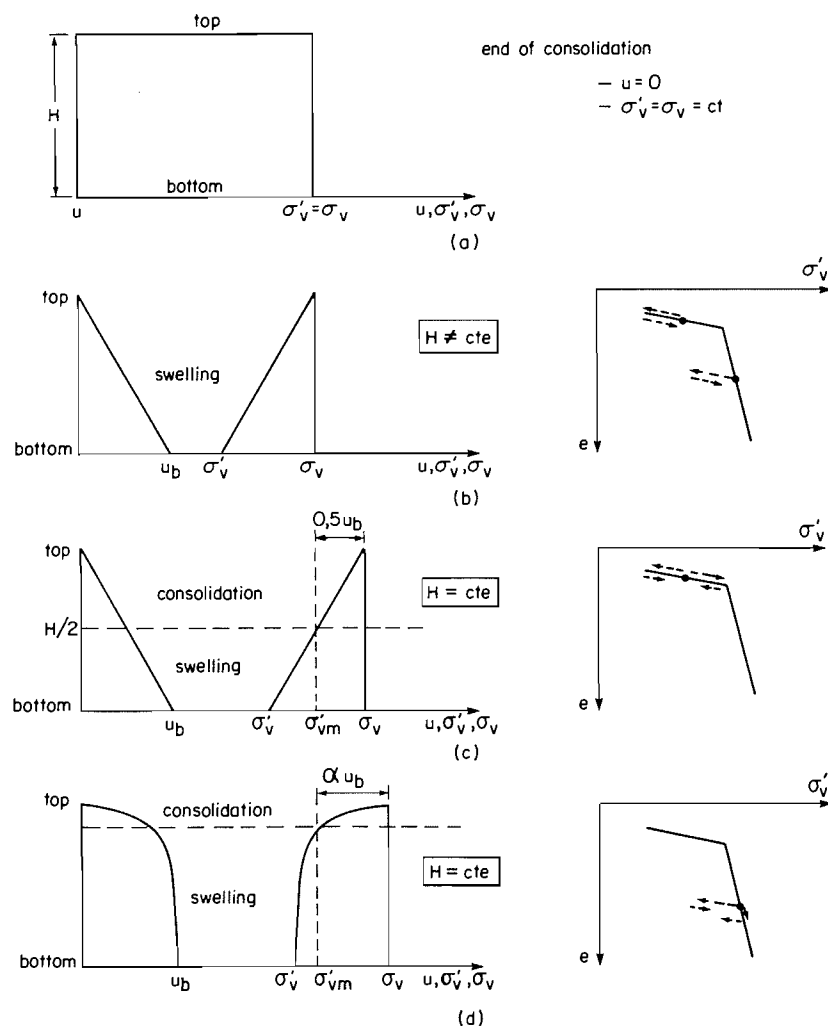 top
end of consolidation
— u=0
— σ'v=σv = ct
H
bottom
u
σ'v=σv
u,σ'v,σv
(a)
σ'v
top
H ≠ cte
swelling
bottom
ub
σ'v
σv
u,σ'v,σv
e
(b)
0,5ub
σ'v
top
consolidation
H = cte
H/2
swelling
bottom
ub
σ'v
σ'vm
σv
u,σ'v,σv
e
(c)
α ub
σ'v
top
consolidation
H = cte
swelling
bottom
ub
σ'v
σ'vm
σv
u,σ'v,σv
e
(d)